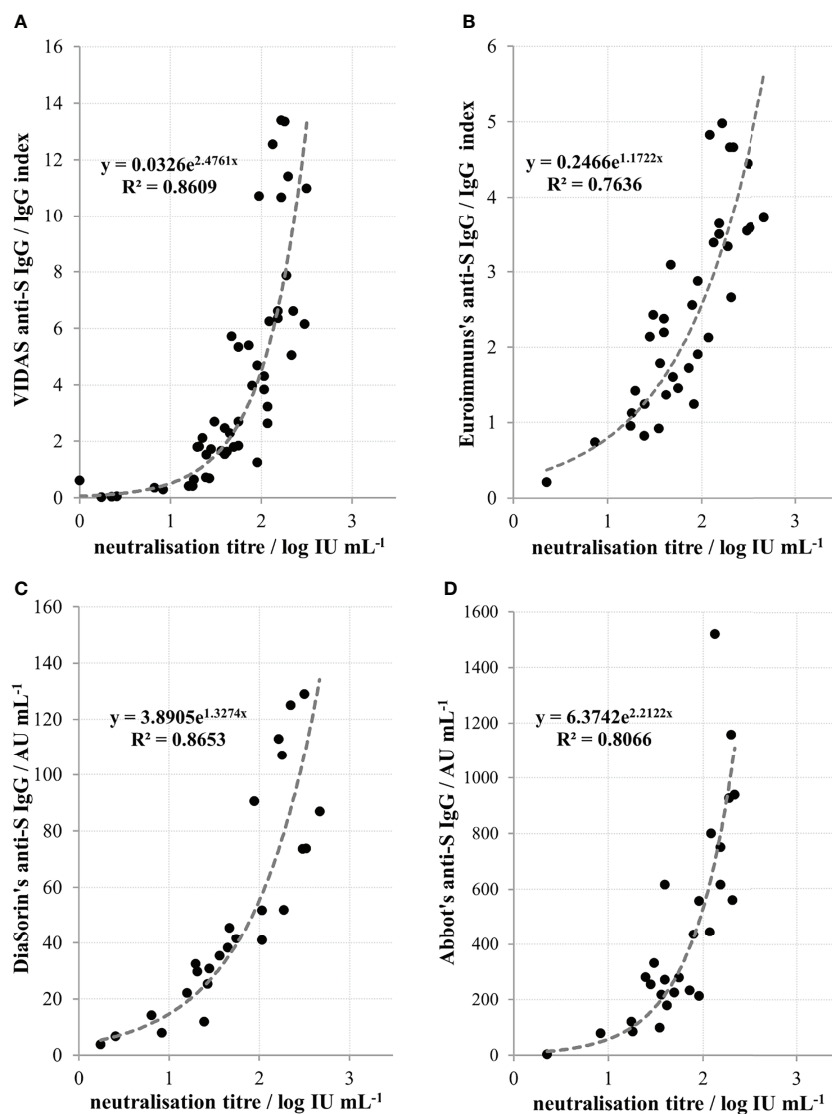 A
VIDAS anti-S IgG / IgG index
16
14
12
10
8
6
4
2
0
y = 0.0326e^2.4761x
R² = 0.8609
0 1 2 3
neutralisation titre / log IU mL⁻¹
B
Euroimmuns's anti-S IgG / IgG index
6
5
4
3
2
1
0
y = 0.2466e^1.1722x
R² = 0.7636
0 1 2 3
neutralisation titre / log IU mL⁻¹
C
DiaSorin's anti-S IgG / AU mL⁻¹
160
140
120
100
80
60
40
20
0
y = 3.8905e^1.3274x
R² = 0.8653
0 1 2 3
neutralisation titre / log IU mL⁻¹
D
Abbot's anti-S IgG / AU mL⁻¹
1600
1400
1200
1000
800
600
400
200
0
y = 6.3742e^2.2122x
R² = 0.8066
0 1 2 3
neutralisation titre / log IU mL⁻¹